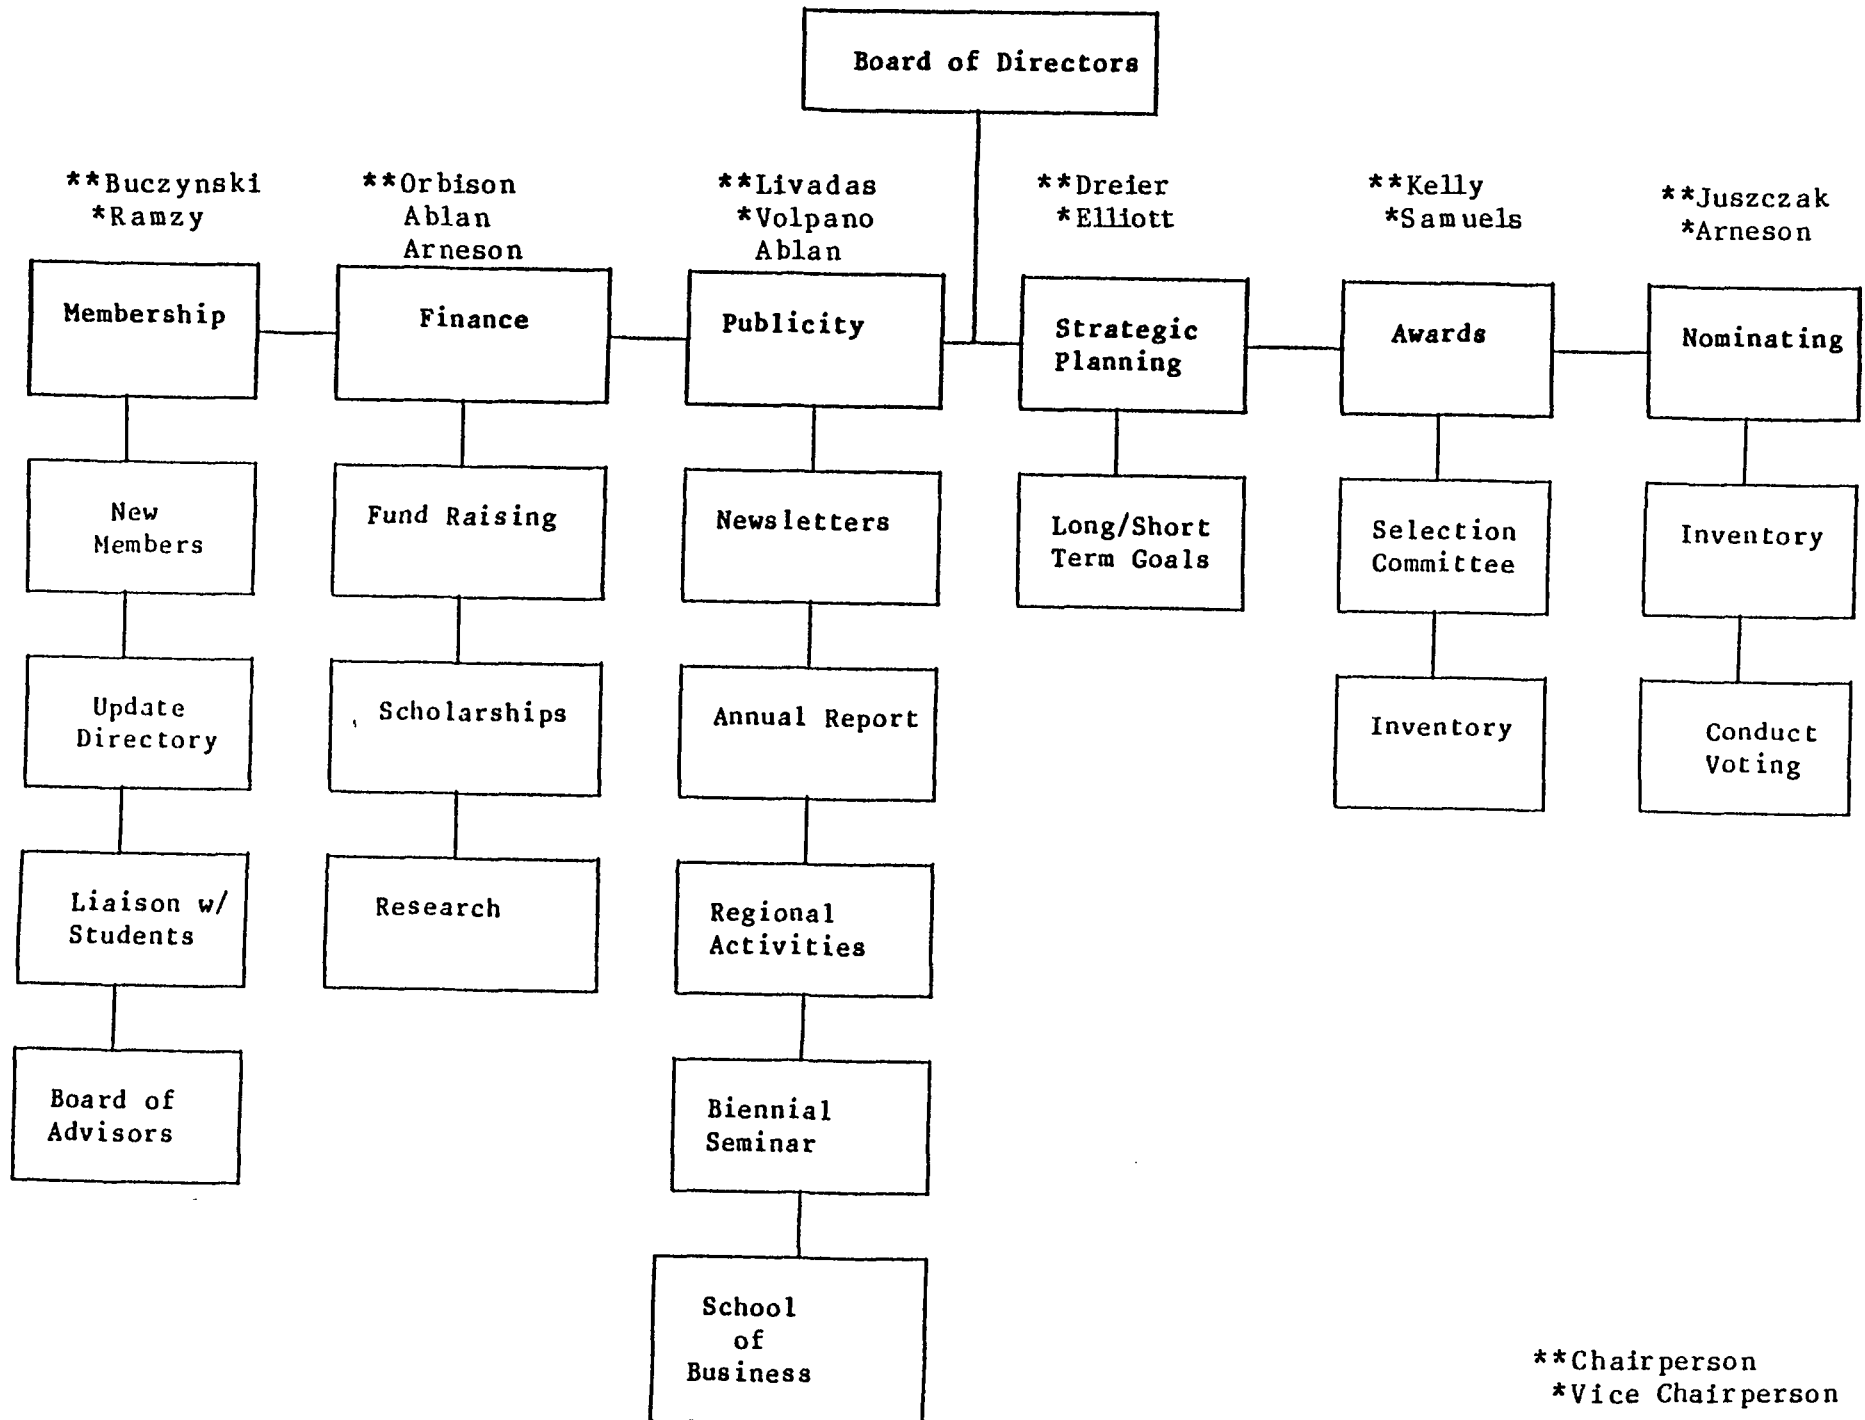 Board of Directors
**Buczynski
*Ramzy
**Orbison
Ablan
Arneson
**Livadas
*Volpano
Ablan
**Dreier
*Elliott
**Kelly
*Samuels
**Juszczak
*Arneson
Membership
Finance
Publicity
Strategic
Planning
Awards
Nominating
New
Members
Fund Raising
Newsletters
Long/Short
Term Goals
Selection
Committee
Inventory
Update
Directory
Scholarships
Annual Report
Inventory
Conduct
Voting
Liaison w/
Students
Research
Regional
Activities
Board of
Advisors
Biennial
Seminar
School
of
Business
**Chairperson
*Vice Chairperson